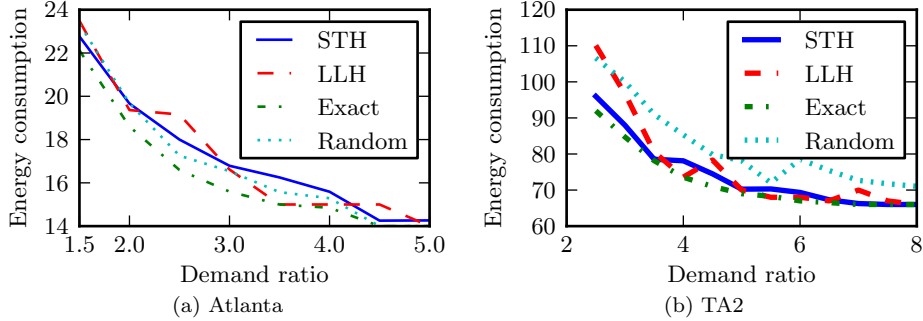 24
22
20
18
16
14
Energy consumption
STH
LLH
Exact
Random
1.5 2.0 3.0 4.0 5.0
Demand ratio
(a) Atlanta
120
110
100
90
80
70
60
Energy consumption
STH
LLH
Exact
Random
2 4 6 8
Demand ratio
(b) TA2